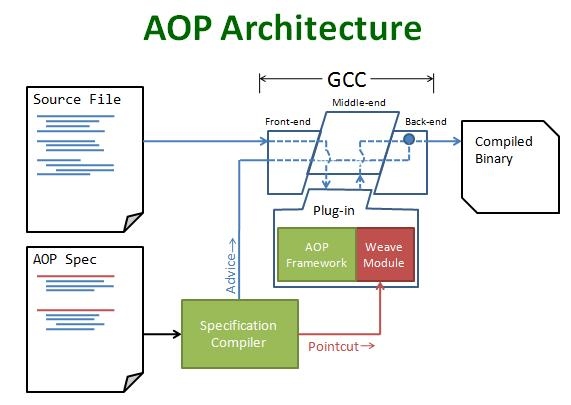 AOP Architecture
GCC
Source File
Middle-end
Front-end
Back-end
Compiled
Binary
Plug-in
AOP
Framework
Weave
Module
AOP Spec
Advice→
Specification
Compiler
Pointcut→